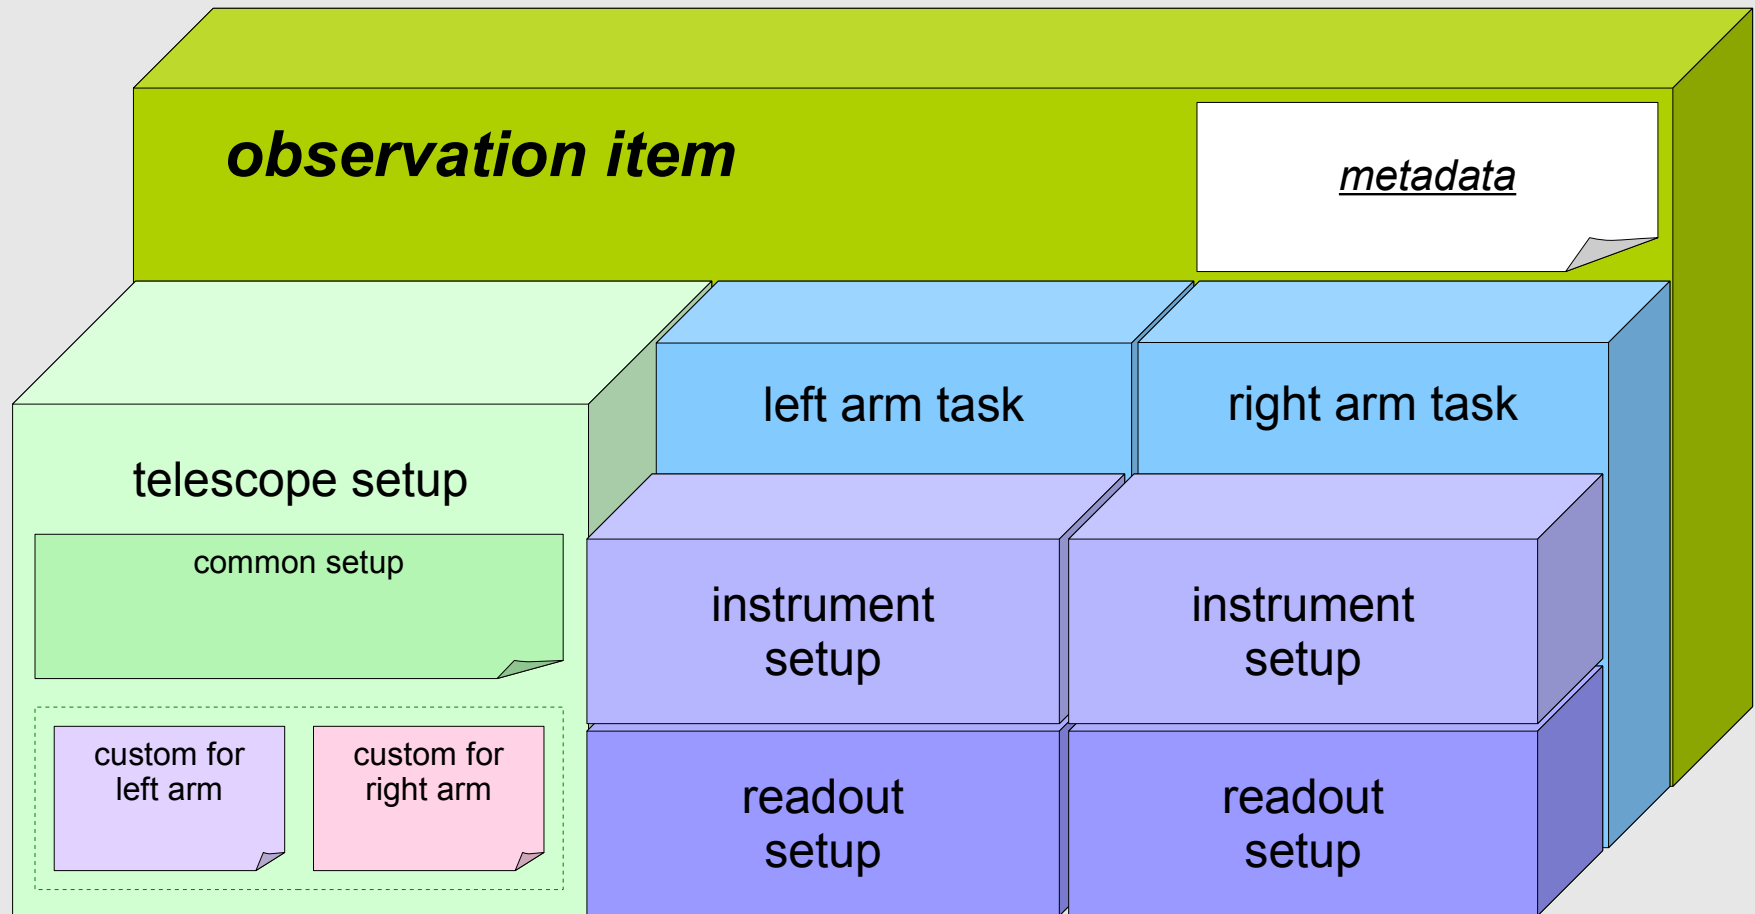 observation item
metadata
left arm task
right arm task
telescope setup
common setup
instrument
setup
instrument
setup
custom for
left arm
custom for
right arm
readout
setup
readout
setup